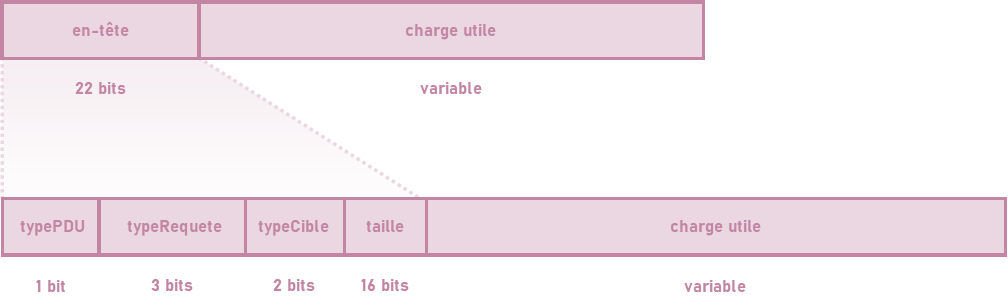 en-tête charge utile
22 bits variable
typePDU typeRequete typeCible taille charge utile
1 bit 3 bits 2 bits 16 bits variable